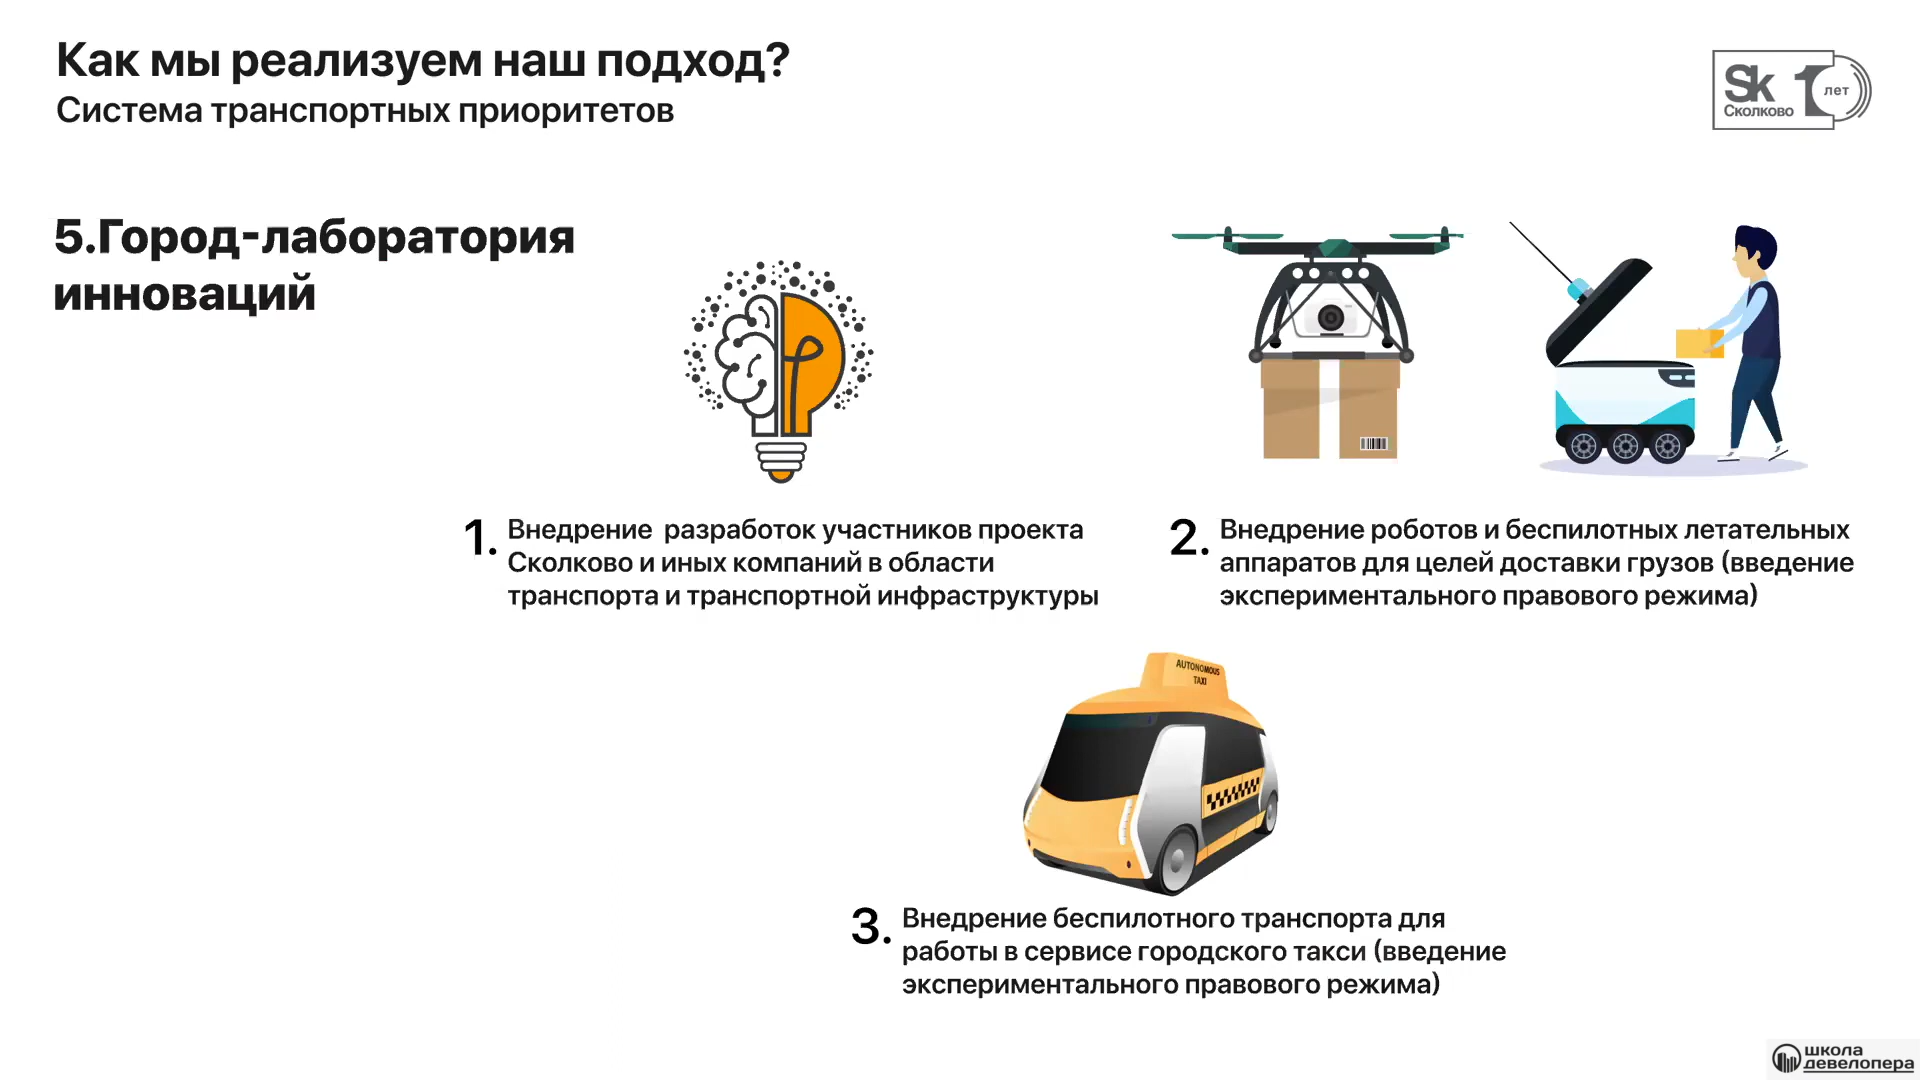 Как мы реализуем наш подход?
Система транспортных приоритетов
Sk
Сколково
10
лет
5.Город-лаборатория
инноваций
1. Внедрение разработок участников проекта
Сколково и иных компаний в области
транспорта и транспортной инфраструктуры
2. Внедрение роботов и беспилотных летательных
аппаратов для целей доставки грузов (введение
экспериментального правового режима)
AUTONOMOUS
TAXI
3. Внедрение беспилотного транспорта для
работы в сервисе городского такси (введение
экспериментального правового режима)
школа
девелопера